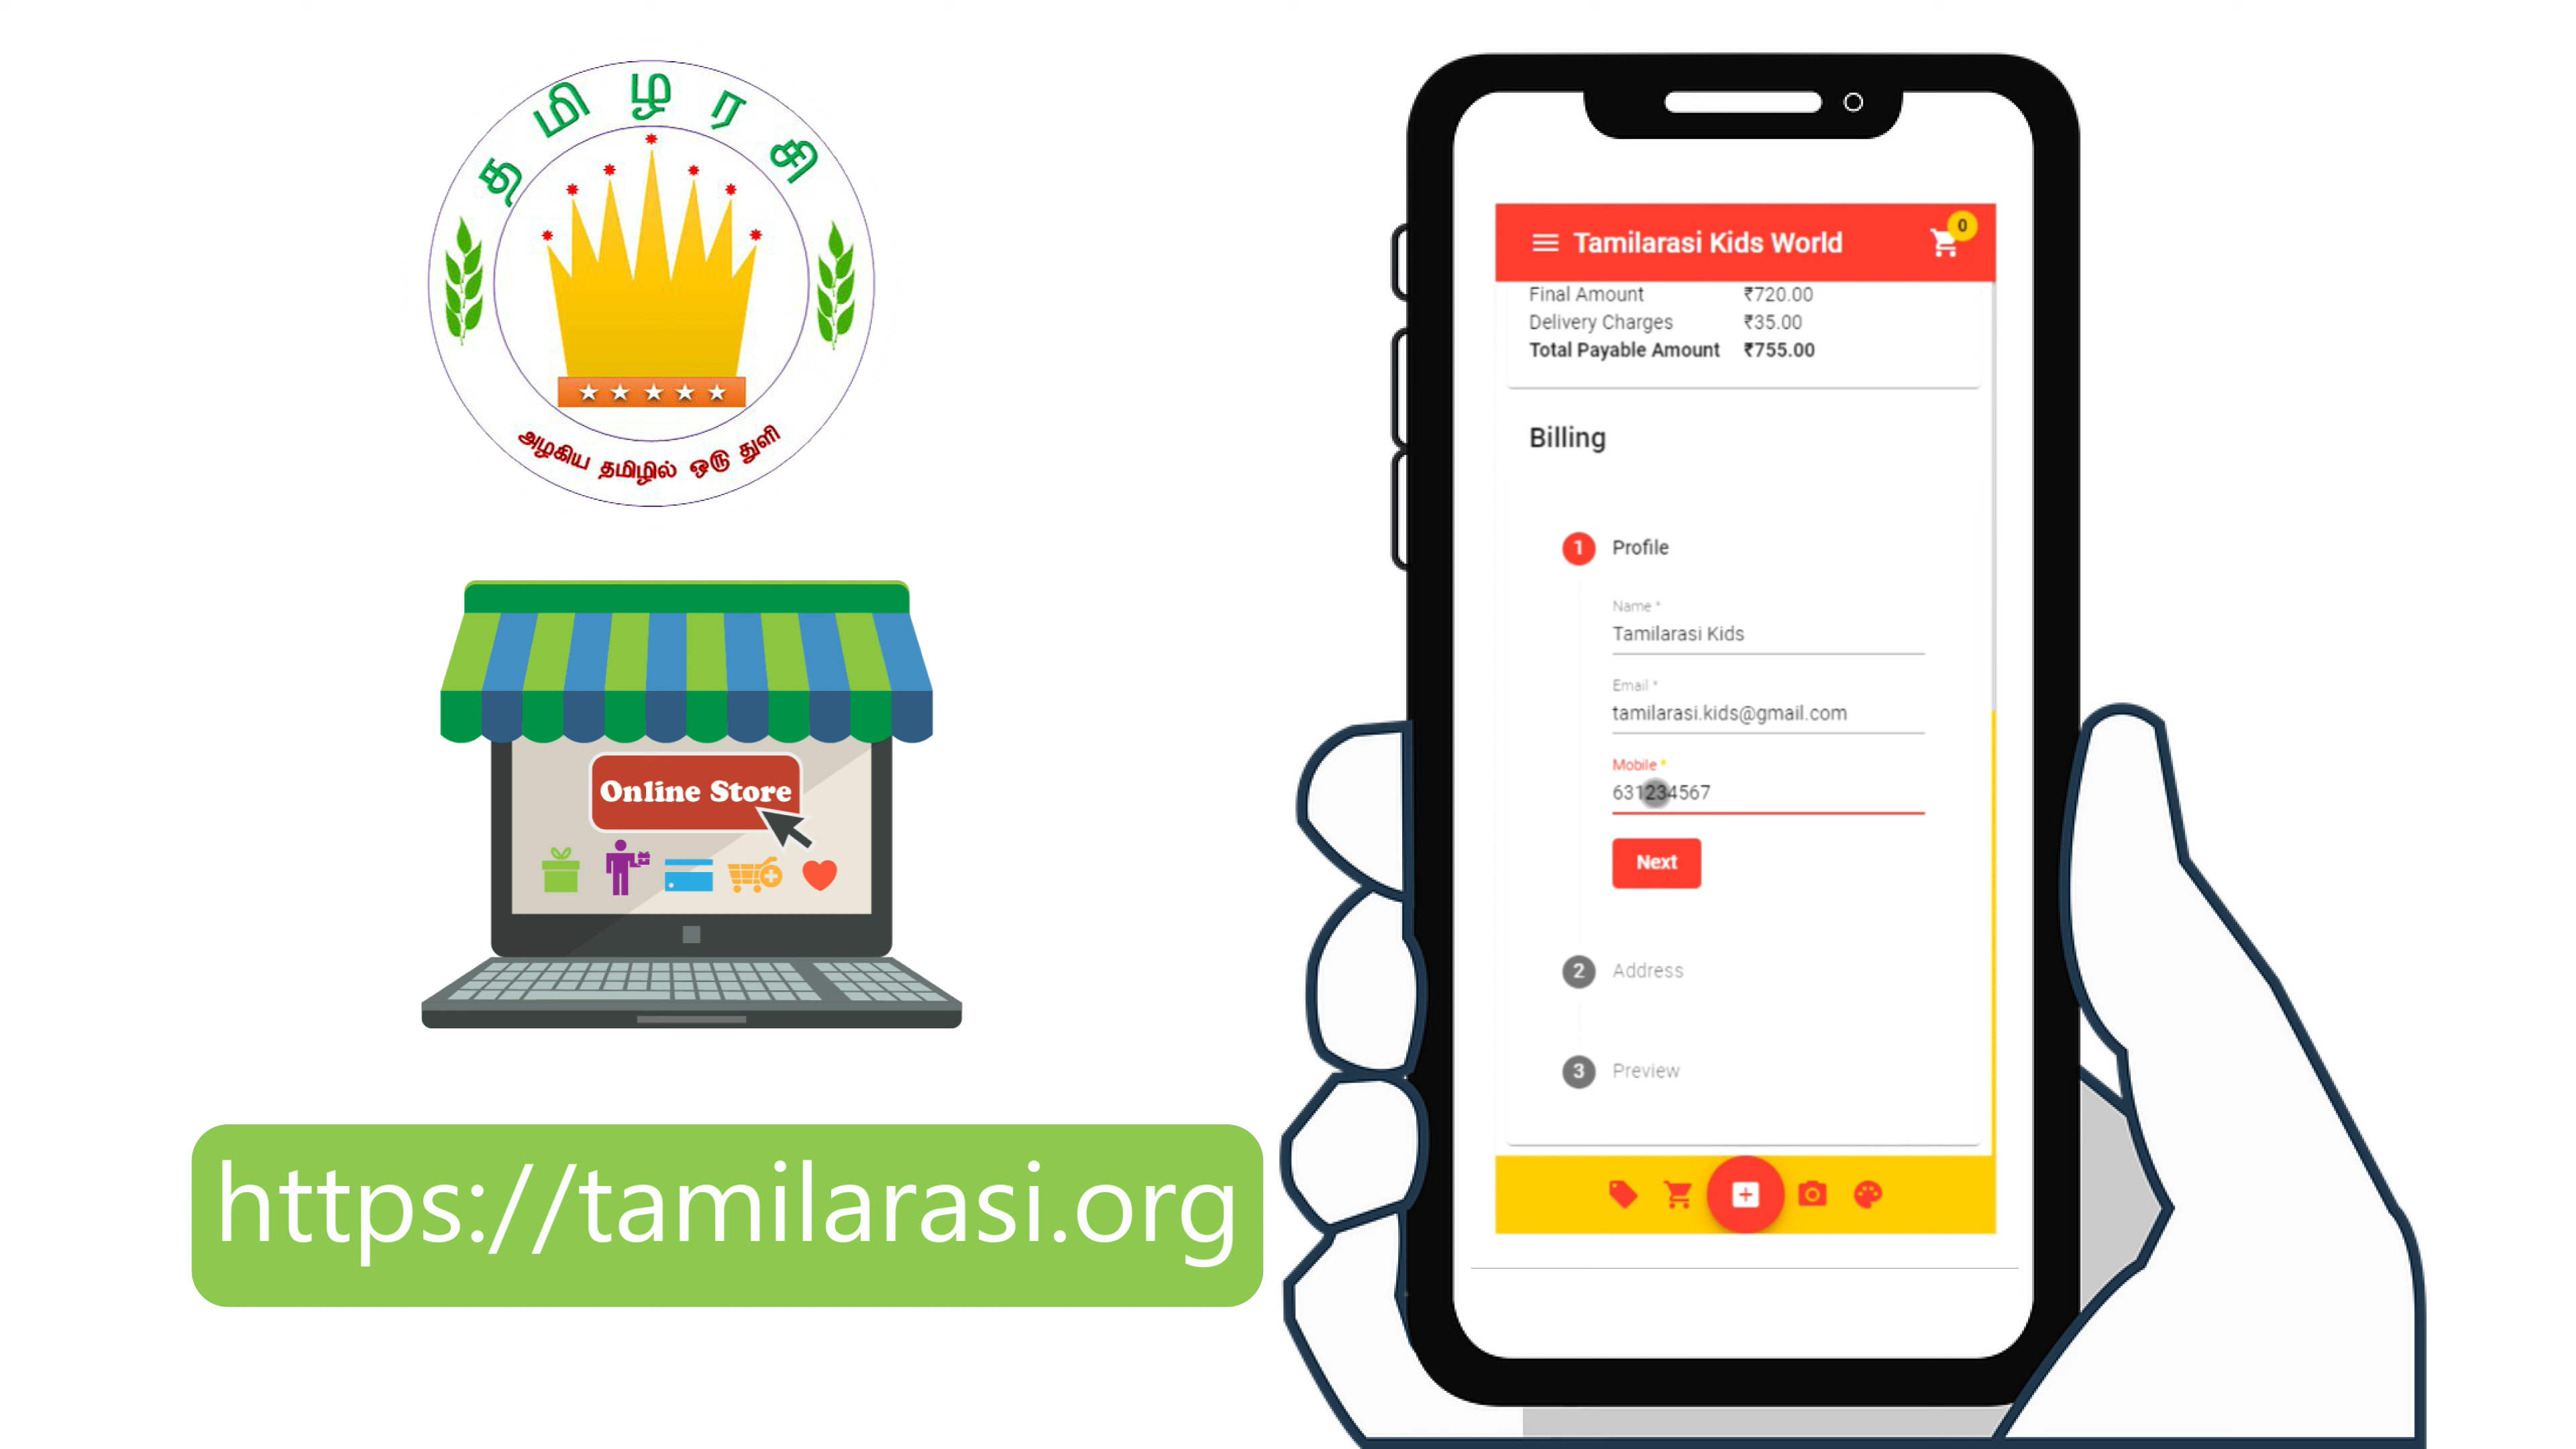 தமிழரசி
அழகிய தமிழில் ஒரு துளி
Online Store
https://tamilarasi.org
Tamilarasi Kids World
0
Final Amount ₹720.00
Delivery Charges ₹35.00
Total Payable Amount ₹755.00
Billing
1 Profile
Name *
Tamilarasi Kids
Email *
tamilarasi.kids@gmail.com
Mobile *
631234567
Next
2 Address
3 Preview